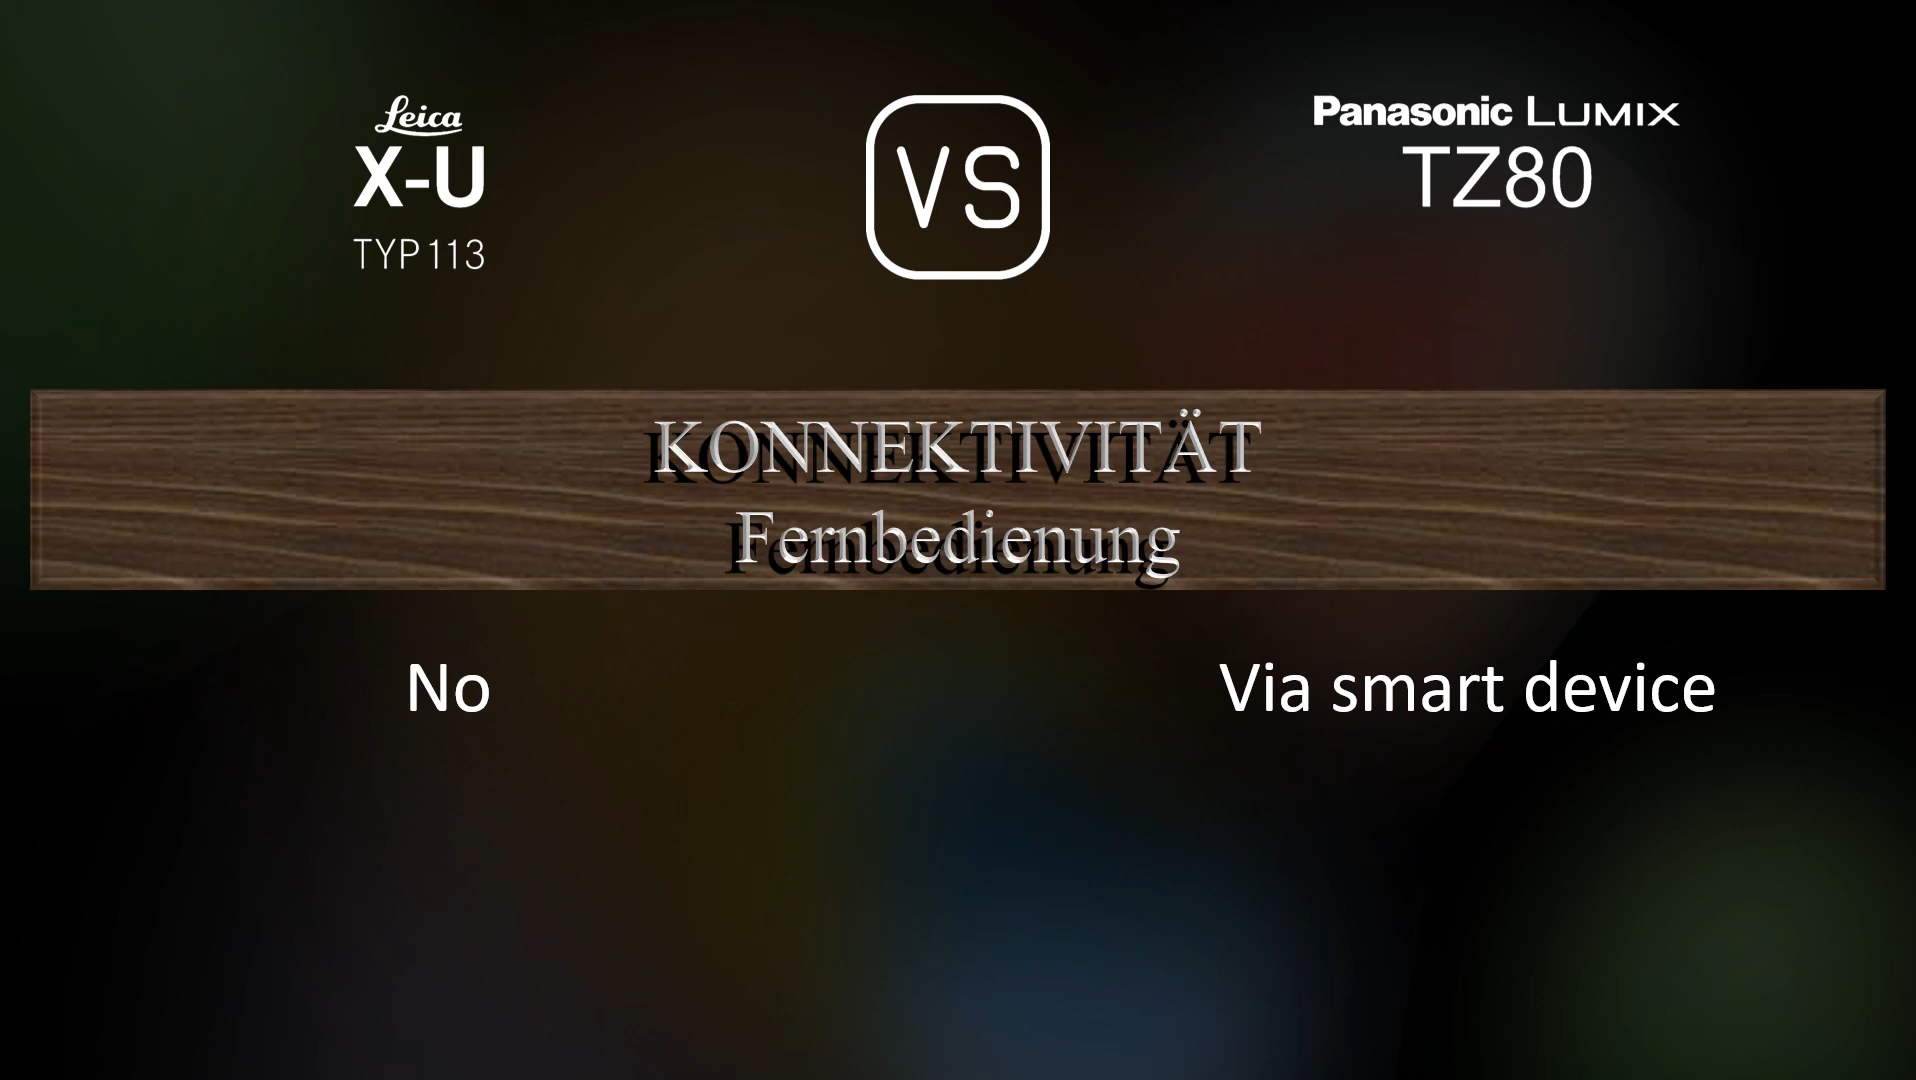 Leica
X-U
TYP 113
VS
Panasonic LUMIX
TZ80
KONNEKTIVITÄT
Fernbedienung
No
Via smart device